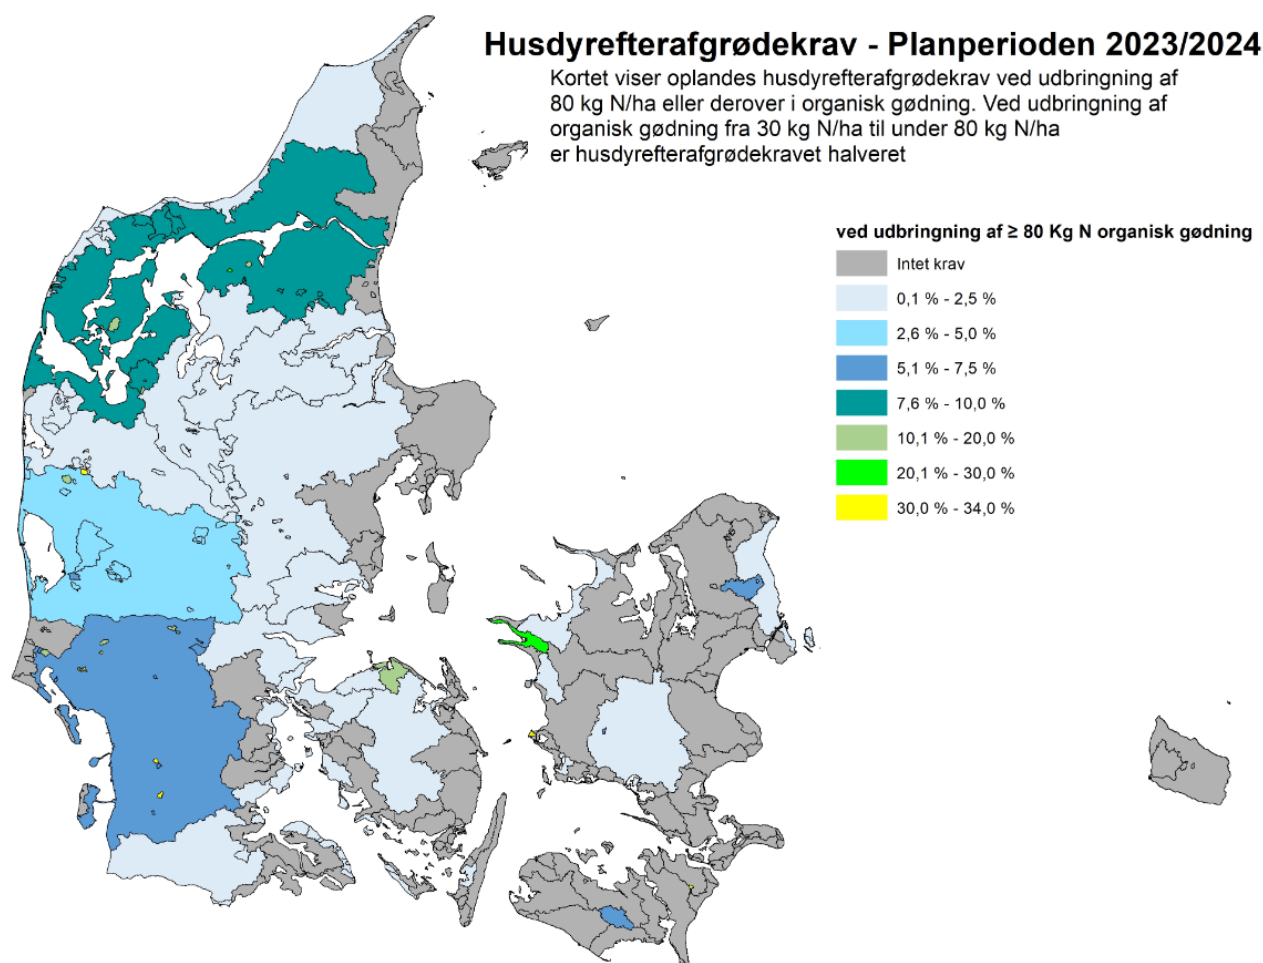 Husdyrefterafgrødekrav - Planperioden 2023/2024
Kortet viser oplandes husdyrefterafgrødekrav ved udbringning af
80 kg N/ha eller derover i organisk gødning. Ved udbringning af
organisk gødning fra 30 kg N/ha til under 80 kg N/ha
er husdyrefterafgrødekravet halveret
ved udbringning af ≥ 80 Kg N organisk gødning
Intet krav
0,1 % - 2,5 %
2,6 % - 5,0 %
5,1 % - 7,5 %
7,6 % - 10,0 %
10,1 % - 20,0 %
20,1 % - 30,0 %
30,0 % - 34,0 %